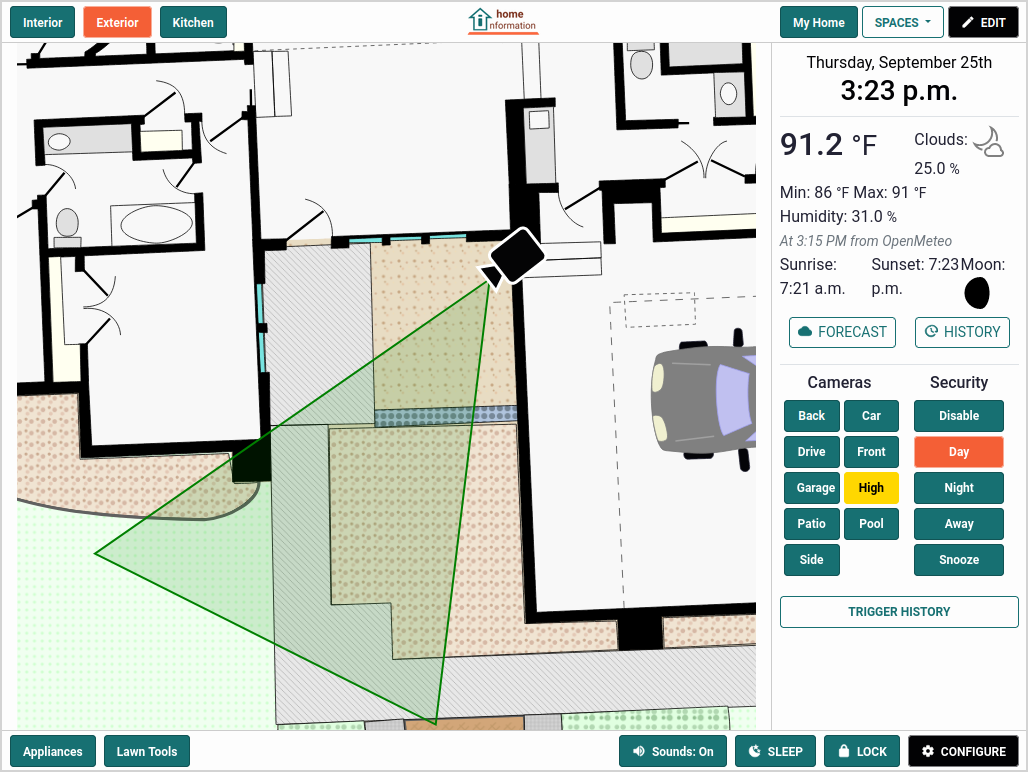 Interior
Exterior
Kitchen
home
information
My Home
SPACES
EDIT
Thursday, September 25th
3:23 p.m.
91.2 °F
Clouds:
25.0 %
Min: 86 °F Max: 91 °F
Humidity: 31.0 %
At 3:15 PM from OpenMeteo
Sunrise:
7:21 a.m.
Sunset: 7:23
p.m.
Moon:
FORECAST
HISTORY
Cameras
Security
Back
Car
Disable
Drive
Front
Day
Garage
High
Night
Patio
Pool
Away
Side
Snooze
TRIGGER HISTORY
Appliances
Lawn Tools
Sounds: On
SLEEP
LOCK
CONFIGURE